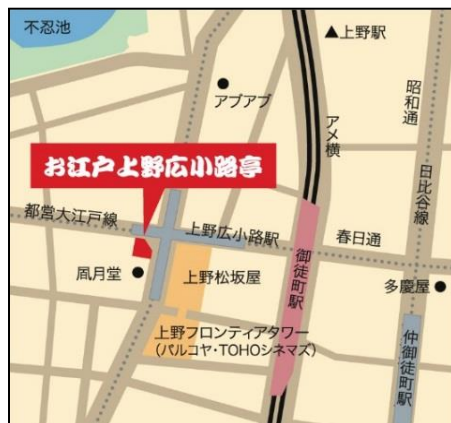 不忍池
▲上野駅
アブアブ
昭和通
アメ横
日比谷線
お江戸上野広小路亭
都営大江戸線
上野広小路駅
春日通
凮月堂
上野松坂屋
御徒町駅
多慶屋
上野フロンティアタワー
(パルコヤ・TOHOシネマズ)
仲御徒町駅